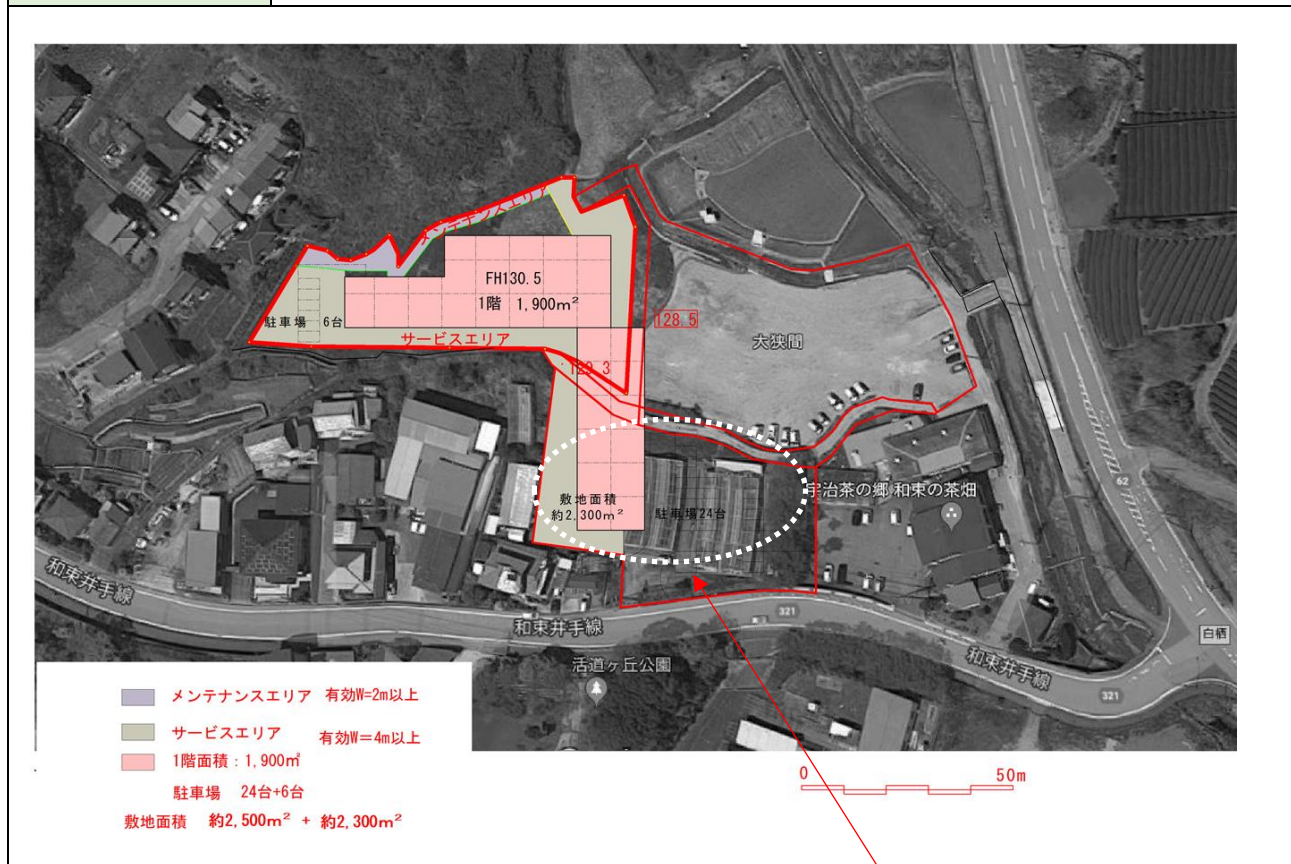 メンテナンスエリア
FH130.5
1階 1,900m²
駐車場 6台
サービスエリア
128.5
大狭間
129.3
敷地面積
約2,300m²
駐車場24台
宇治茶の郷 和束の茶畑
62
和束井手線
321
和束井手線
白栖
活道ヶ丘公園
和束井手線
321
メンテナンスエリア 有効W=2m以上
サービスエリア 有効W=4m以上
1階面積：1,900㎡
駐車場 24台+6台
敷地面積 約2,500m² + 約2,300m²
0 50m